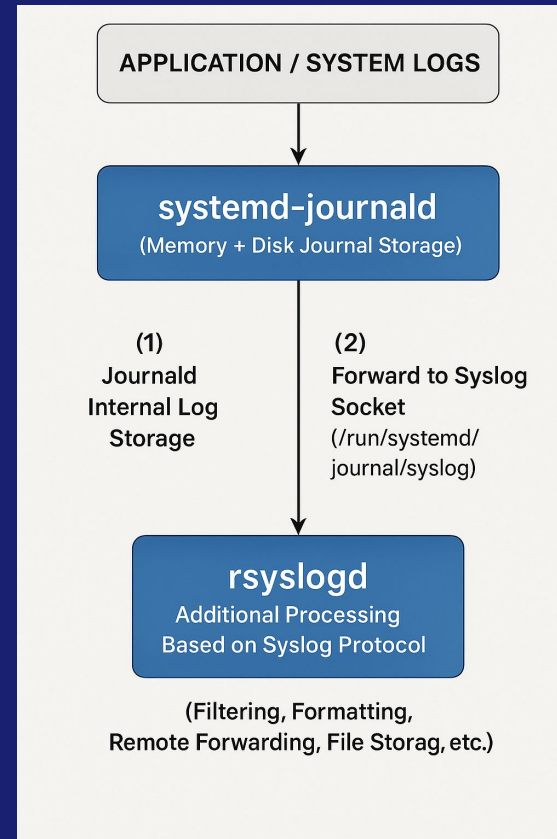 APPLICATION / SYSTEM LOGS
systemd-journald
(Memory + Disk Journal Storage)
(1)
Journald
Internal Log
Storage
(2)
Forward to Syslog
Socket
(/run/systemd/
journal/syslog)
rsyslogd
Additional Processing
Based on Syslog Protocol
(Filtering, Formatting,
Remote Forwarding, File Storag, etc.)